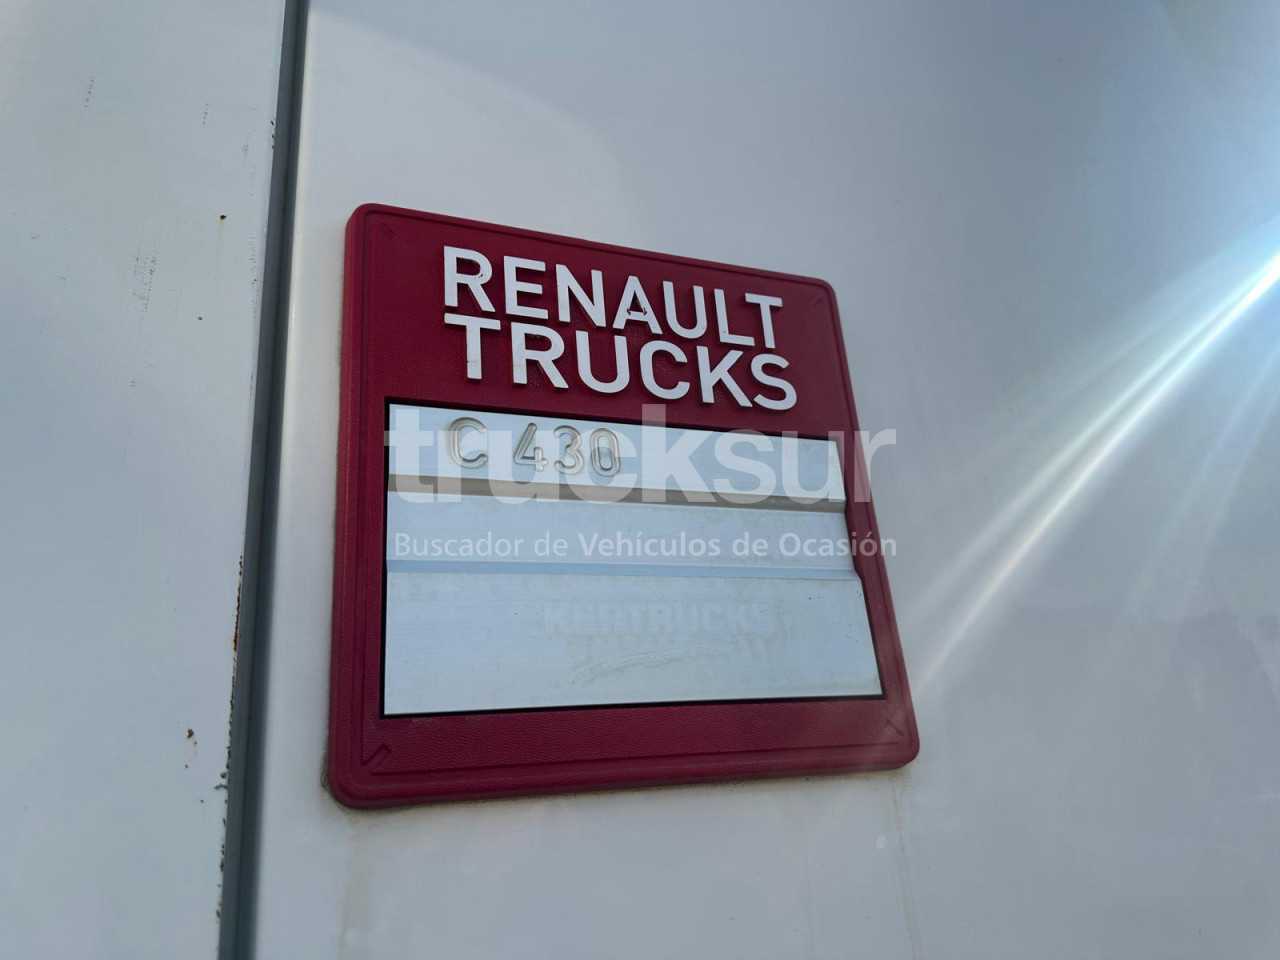 RENAULT
TRUCKS
C 430
trucksur
Buscador de Vehículos de Ocasión